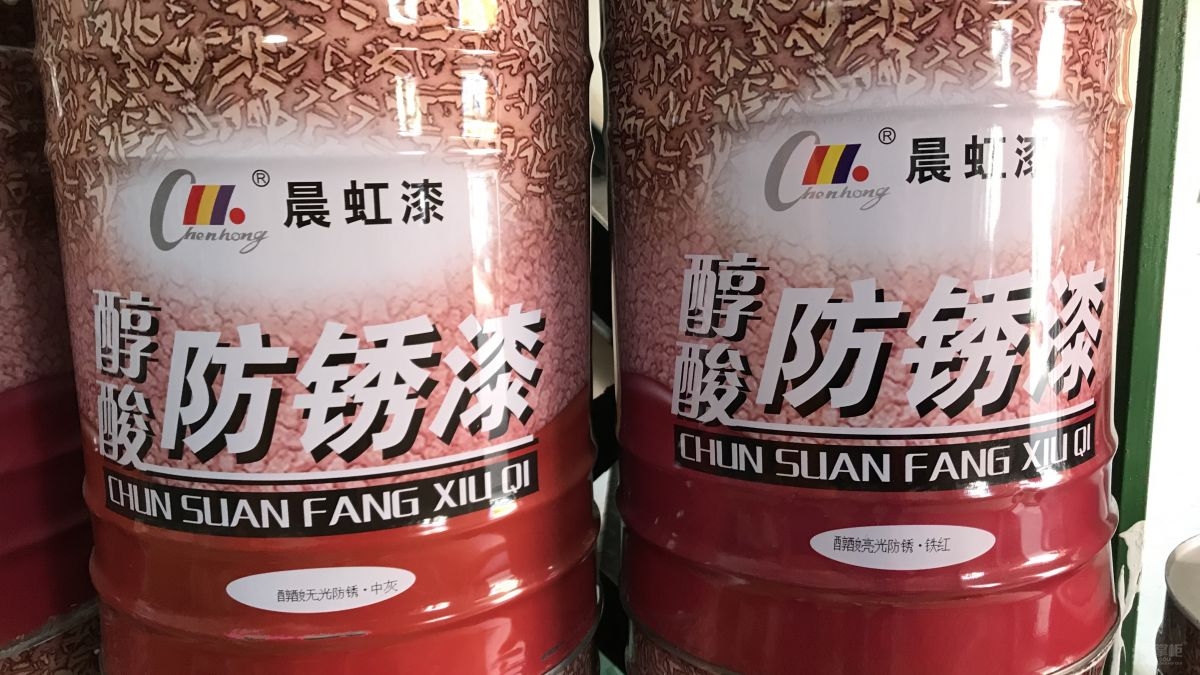 Chenhong ® 晨虹漆
醇酸 防锈漆
CHUN SUAN FANG XIU QI
醇酸无光防锈·中灰
Chenhong ® 晨虹漆
醇酸 防锈漆
CHUN SUAN FANG XIU QI
醇酸亮光防锈·铁红